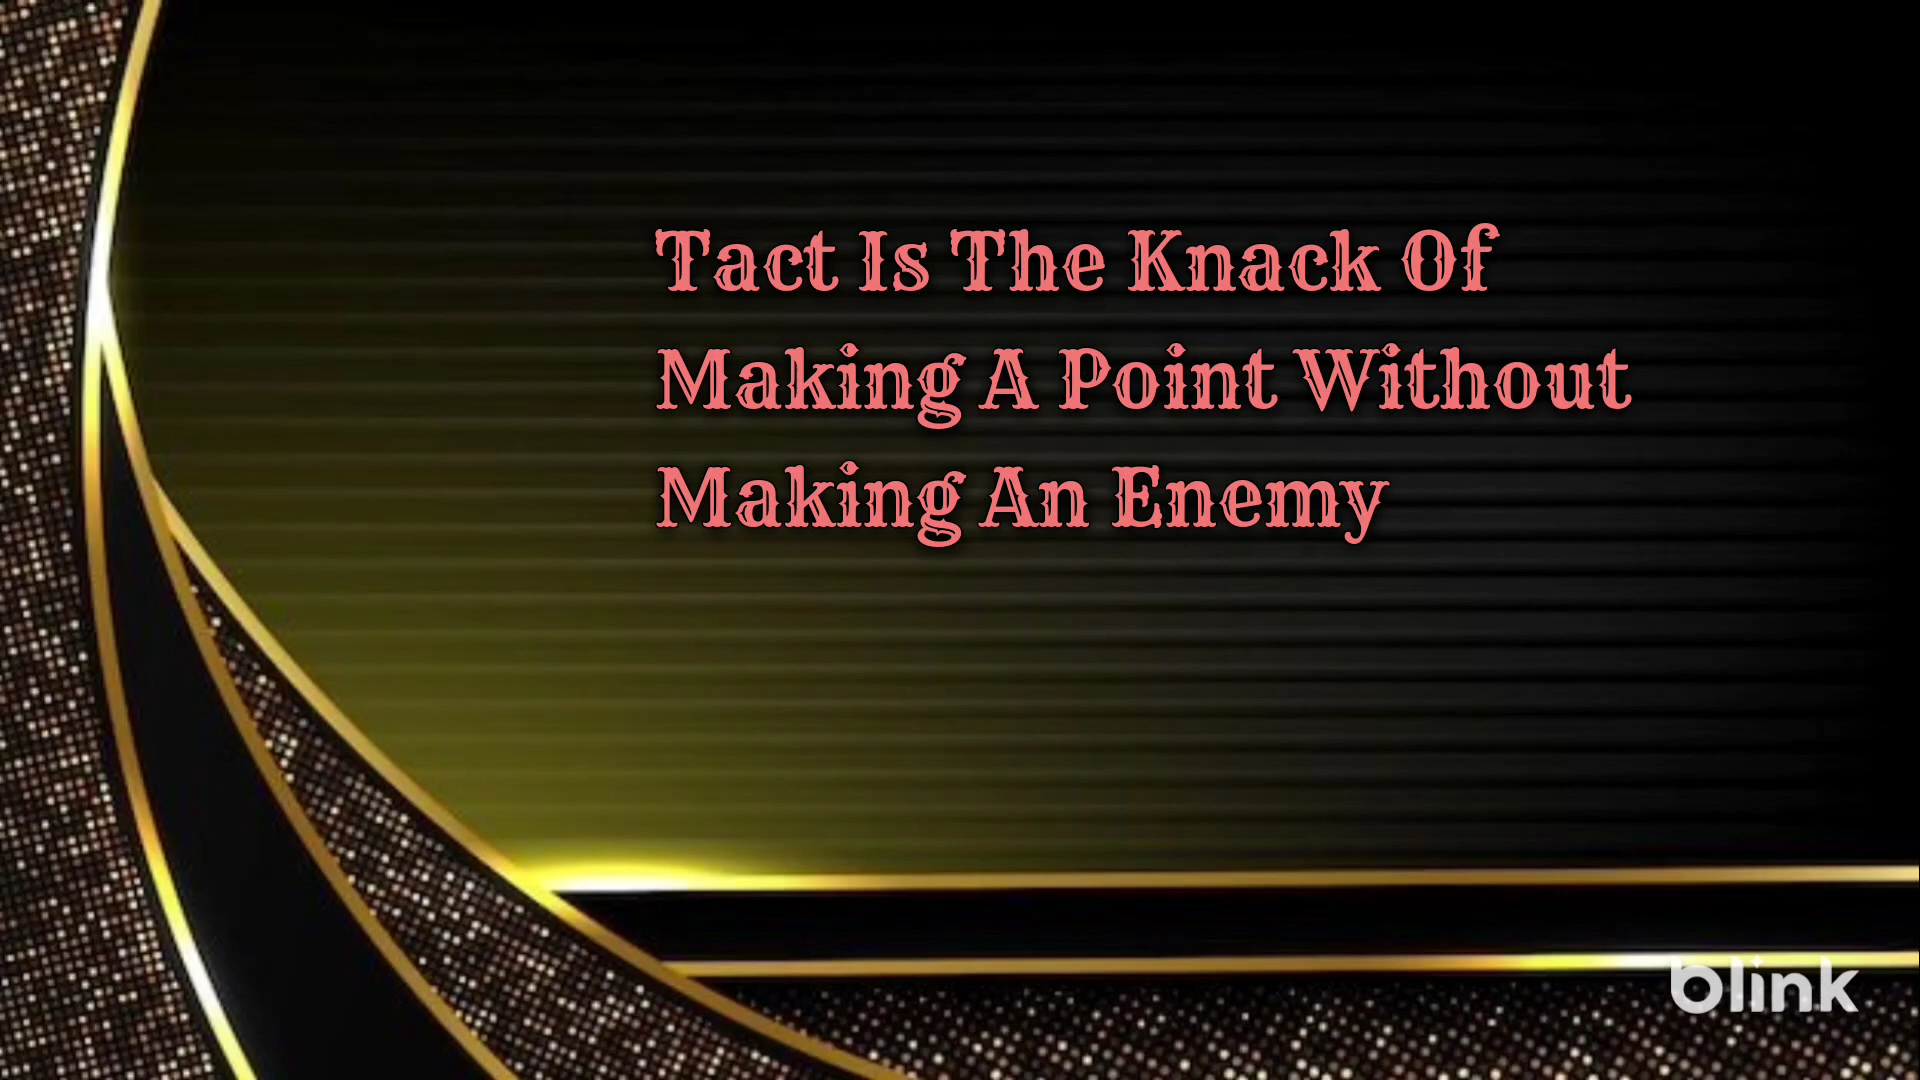 Tact Is The Knack Of
Making A Point Without
Making An Enemy
blink